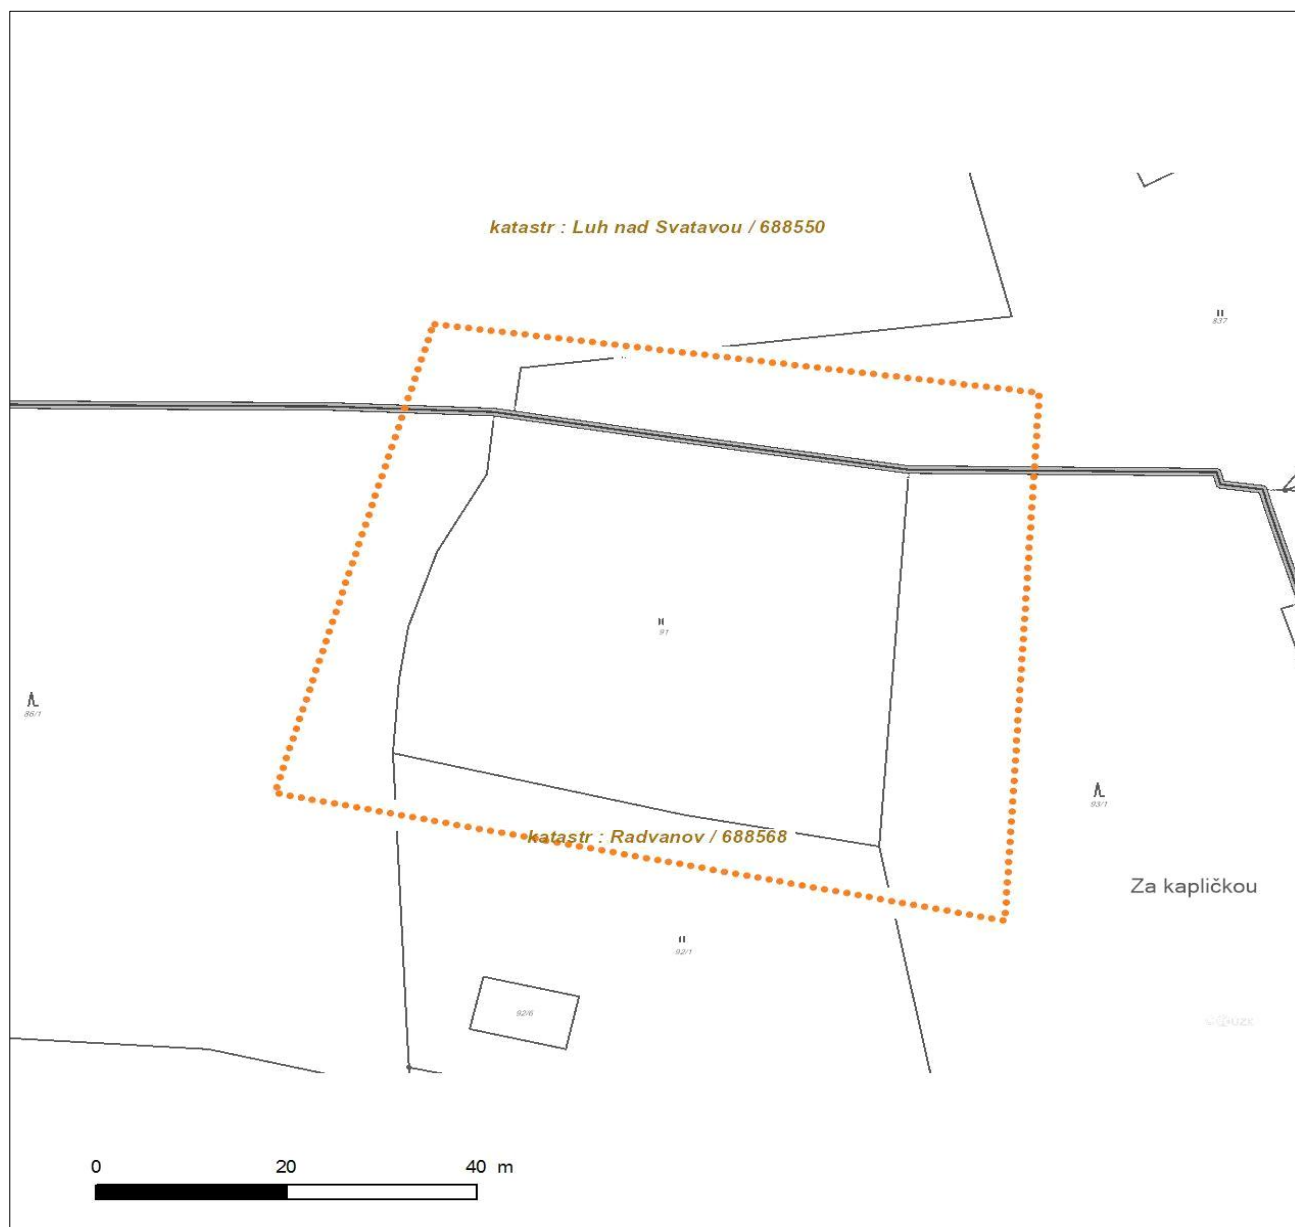 katastr : Luh nad Svatavou / 688550
837
91
86/1
93/1
katastr : Radvanov / 688568
Za kapličkou
92/1
92/6
0 20 40 m